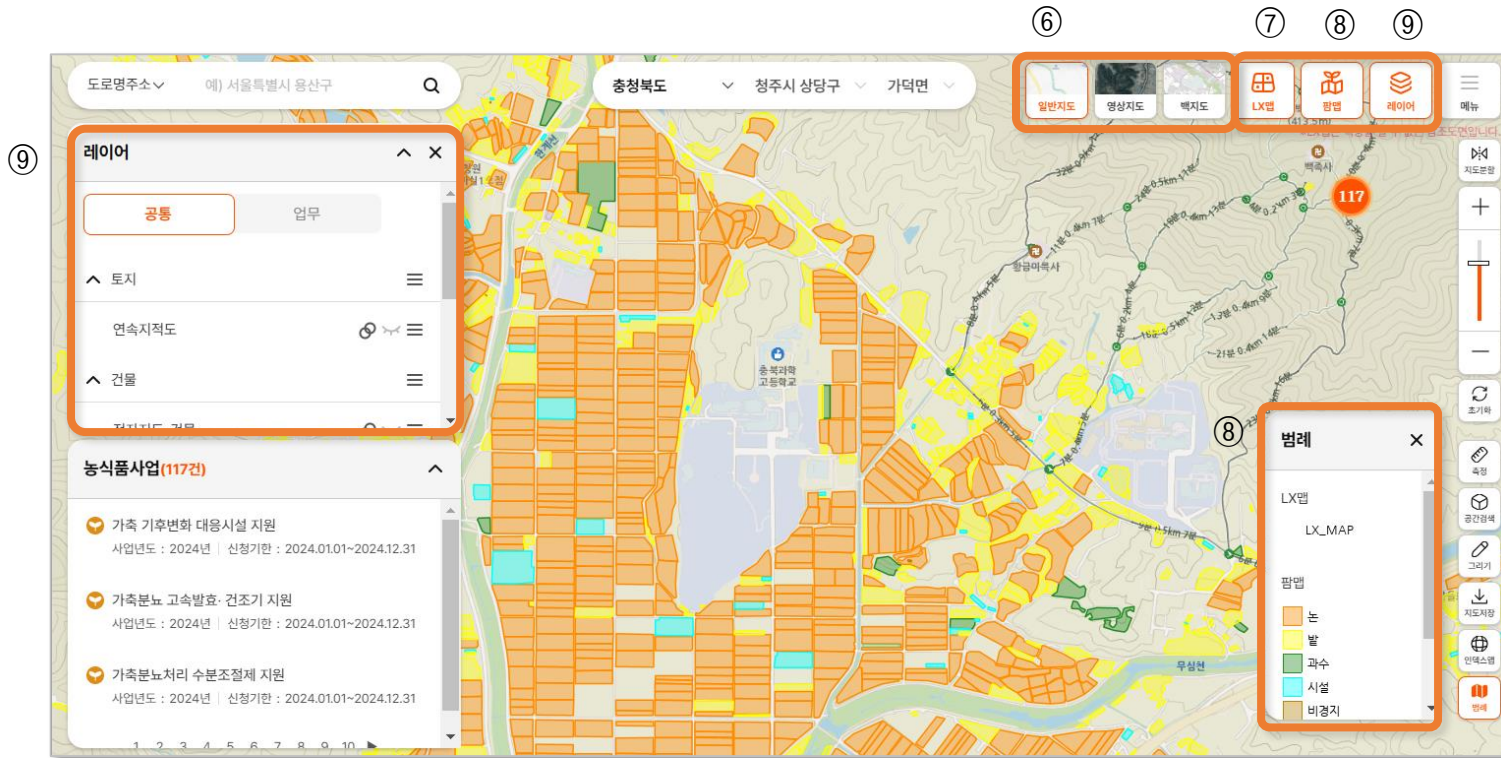 ⑥ ⑦ ⑧ ⑨
도로명주소
예) 서울특별시 용산구
충청북도
청주시 상당구
가덕면
일반지도
영상지도
백지도
LX맵
팜맵
레이어
메뉴
(413.5m)
⑨
레이어
공통
업무
토지
연속지적도
건물
농식품사업(117건)
가축 기후변화 대응시설 지원
사업년도 : 2024년 | 신청기한 : 2024.01.01~2024.12.31
가축분뇨 고속발효· 건조기 지원
사업년도 : 2024년 | 신청기한 : 2024.01.01~2024.12.31
가축분뇨처리 수분조절제 지원
사업년도 : 2024년 | 신청기한 : 2024.01.01~2024.12.31
1 2 3 4 5 6 7 8 9 10 ▶
한계천
백족사
117
황금미륵사
충북과학
고등학교
무심천
지도분할
초기화
측정
공간검색
그리기
지도저장
인덱스맵
범례
⑧
범례
LX맵
LX_MAP
팜맵
논
밭
과수
시설
비경지